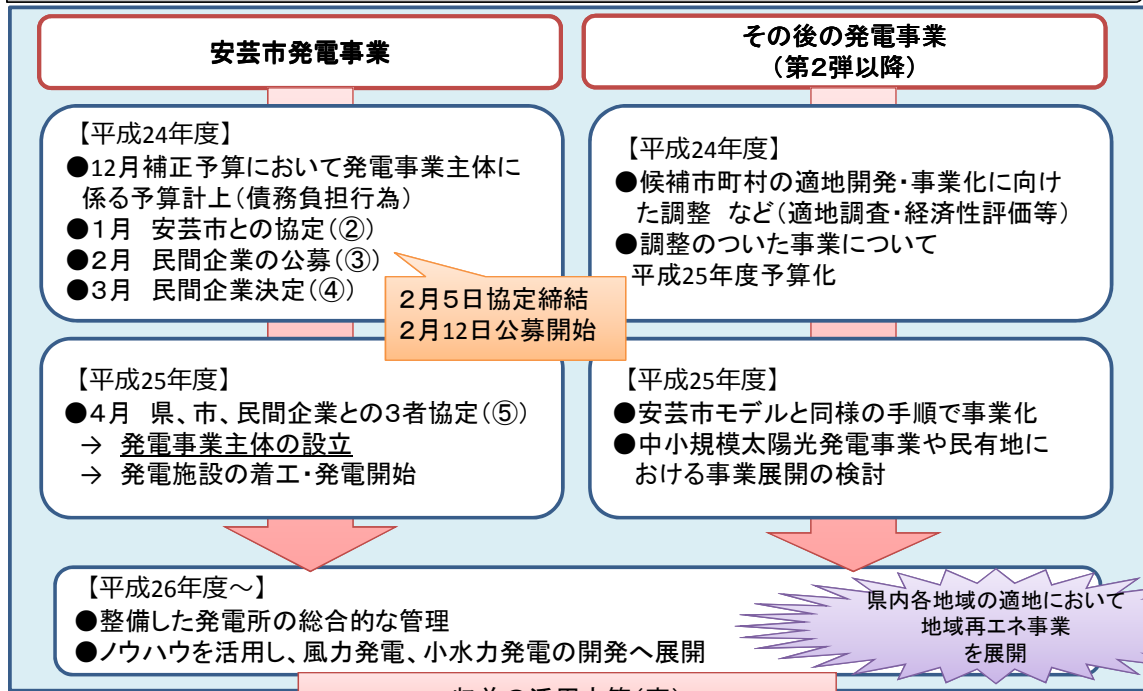 安芸市発電事業
【平成24年度】
●12月補正予算において発電事業主体に
係る予算計上(債務負担行為)
●1月 安芸市との協定(②)
●2月 民間企業の公募(③)
●3月 民間企業決定(④)
2月5日協定締結
2月12日公募開始
【平成25年度】
●4月 県、市、民間企業との3者協定(⑤)
→ 発電事業主体の設立
→ 発電施設の着工・発電開始
その後の発電事業
(第2弾以降)
【平成24年度】
●候補市町村の適地開発・事業化に向け
た調整 など(適地調査・経済性評価等)
●調整のついた事業について
平成25年度予算化
【平成25年度】
●安芸市モデルと同様の手順で事業化
●中小規模太陽光発電事業や民有地に
おける事業展開の検討
【平成26年度~】
●整備した発電所の総合的な管理
●ノウハウを活用し、風力発電、小水力発電の開発へ展開
県内各地域の適地において
地域再エネ事業
を展開